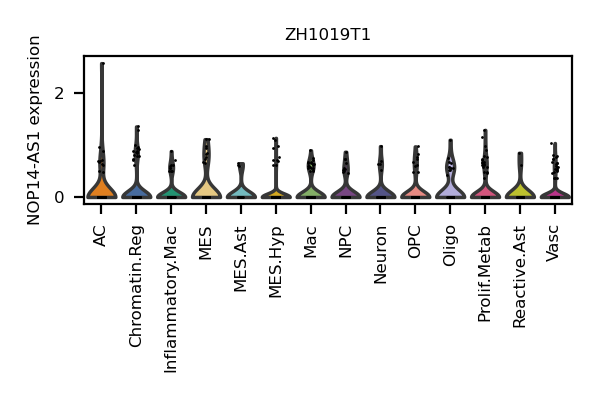 ZH1019T1
NOP14-AS1 expression
2
0
AC
Chromatin.Reg
Inflammatory.Mac
MES
MES.Ast
MES.Hyp
Mac
NPC
Neuron
OPC
Oligo
Prolif.Metab
Reactive.Ast
Vasc